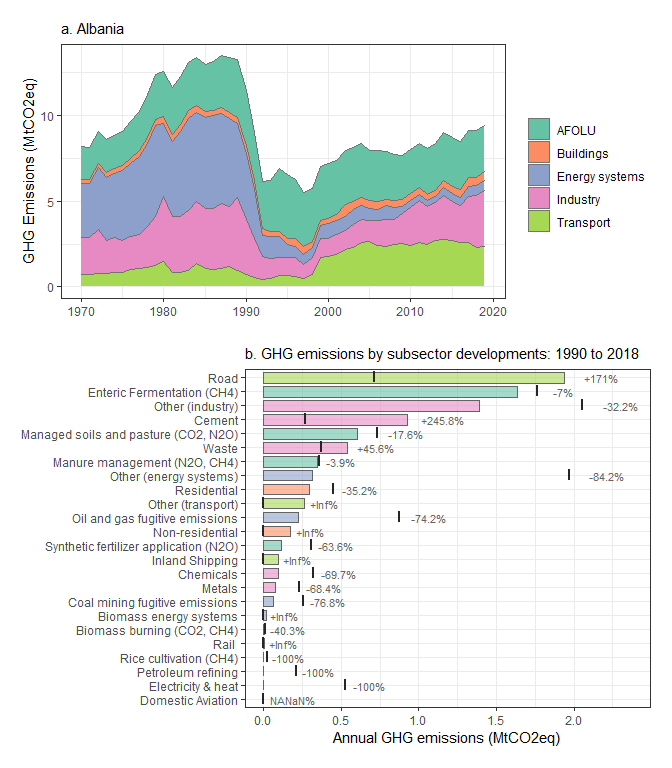 a. Albania
GHG Emissions (MtCO2eq)
10
5
0
1970 1980 1990 2000 2010 2020
AFOLU
Buildings
Energy systems
Industry
Transport
b. GHG emissions by subsector developments: 1990 to 2018
Road +171%
Enteric Fermentation (CH4) -7%
Other (industry) -32.2%
Cement +245.8%
Managed soils and pasture (CO2, N2O) -17.6%
Waste +45.6%
Manure management (N2O, CH4) -3.9%
Other (energy systems) -84.2%
Residential -35.2%
Other (transport) +Inf%
Oil and gas fugitive emissions -74.2%
Non-residential +Inf%
Synthetic fertilizer application (N2O) -63.6%
Inland Shipping +Inf%
Chemicals -69.7%
Metals -68.4%
Coal mining fugitive emissions -76.8%
Biomass energy systems +Inf%
Biomass burning (CO2, CH4) -40.3%
Rail +Inf%
Rice cultivation (CH4) -100%
Petroleum refining -100%
Electricity & heat -100%
Domestic Aviation NANaN%
0.0 0.5 1.0 1.5 2.0
Annual GHG emissions (MtCO2eq)